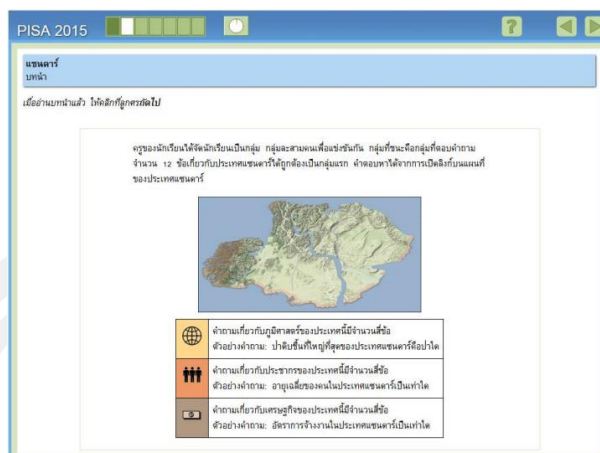 PISA 2015
?
แซนดาร์
บทนำ
เมื่ออ่านบทนำแล้ว ให้คลิกที่ลูกศรถัดไป
ครูของนักเรียนได้จัดนักเรียนเป็นกลุ่ม กลุ่มละสามคนเพื่อแข่งขันกัน กลุ่มที่ชนะคือกลุ่มที่ตอบคำถาม
จำนวน 12 ข้อเกี่ยวกับประเทศแซนดาร์ได้ถูกต้องเป็นกลุ่มแรก คำตอบหาได้จากการเปิดลิงก์บนแผนที่
ของประเทศแซนดาร์
คำถามเกี่ยวกับภูมิศาสตร์ของประเทศนี้มีจำนวนสี่ข้อ
ตัวอย่างคำถาม: ป่าดิบชื้นที่ใหญ่ที่สุดของประเทศแซนดาร์คือป่าใด
คำถามเกี่ยวกับประชากรของประเทศนี้มีจำนวนสี่ข้อ
ตัวอย่างคำถาม: อายุเฉลี่ยของคนในประเทศแซนดาร์เป็นเท่าใด
คำถามเกี่ยวกับเศรษฐกิจของประเทศนี้มีจำนวนสี่ข้อ
ตัวอย่างคำถาม: อัตราการจ้างงานในประเทศแซนดาร์เป็นเท่าใด